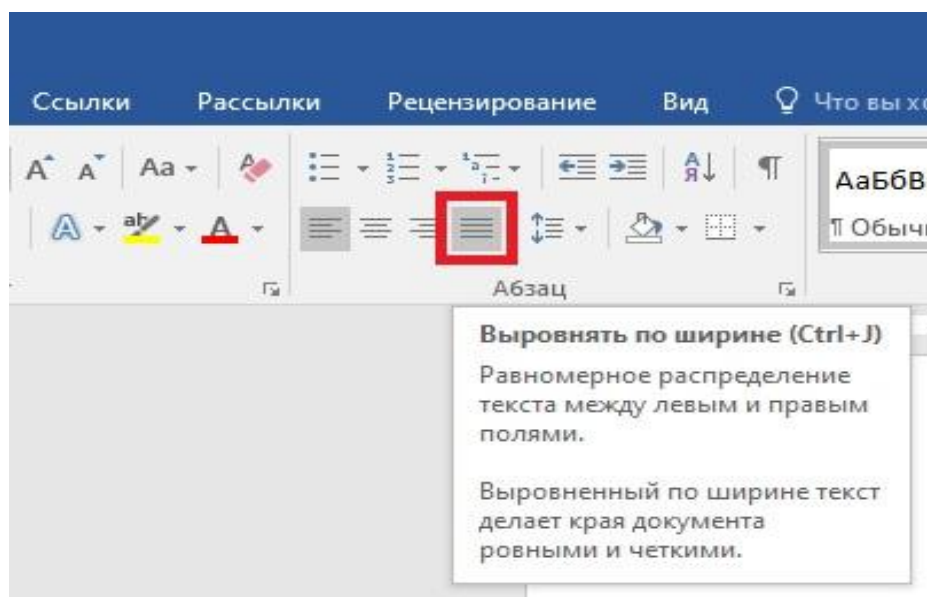 Ссылки Рассылки Рецензирование Вид Что вы
Aa
АаБбВ
¶ Обыч
Абзац
Выровнять по ширине (Ctrl+J)
Равномерное распределение
текста между левым и правым
полями.
Выровненный по ширине текст
делает края документа
ровными и четкими.